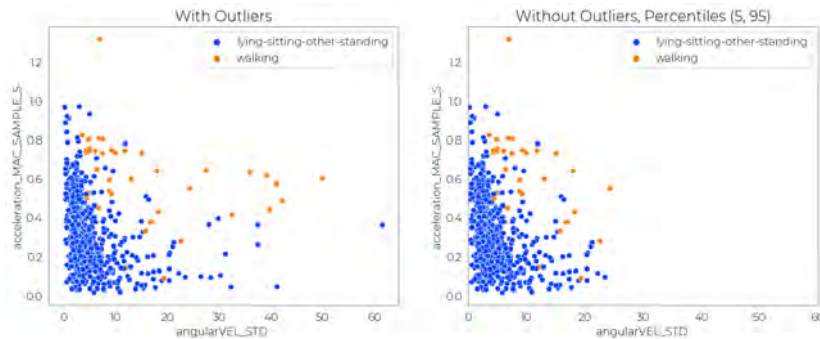 With Outliers
lying-sitting-other-standing
walking
acceleration_MAC_SAMPLE_S
1.2
1.0
0.8
0.6
0.4
0.2
0.0
0 10 20 30 40 50 60
angularVEL_STD
Without Outliers, Percentiles (5, 95)
lying-sitting-other-standing
walking
acceleration_MAC_SAMPLE_S
1.2
1.0
0.8
0.6
0.4
0.2
0.0
0 10 20 30 40 50 60
angularVEL_STD